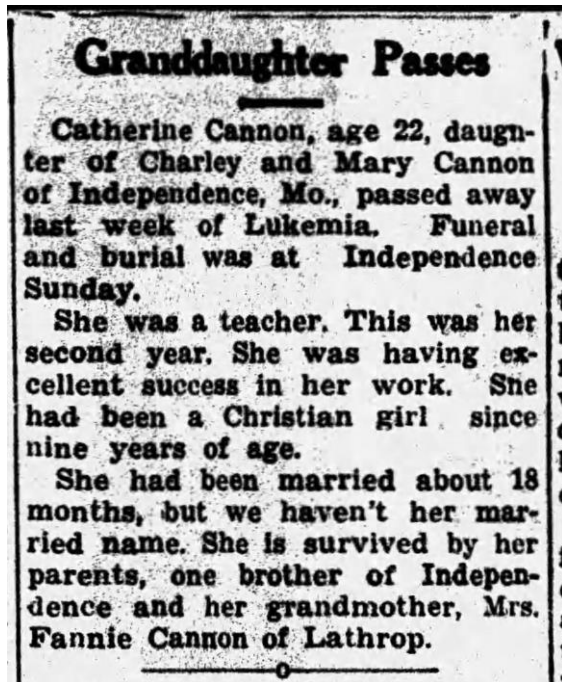 Granddaughter Passes
Catherine Cannon, age 22, daugn-
ter of Charley and Mary Cannon
of Independence, Mo., passed away
last week of Lukemia. Funeral
and burial was at Independence
Sunday.
She was a teacher. This was her
second year. She was having ex-
cellent success in her work. Sne
had been a Christian girl since
nine years of age.
She had been married about 18
months, but we haven't her mar-
ried name. She is survived by her
parents, one brother of Indepen-
dence and her grandmother, Mrs.
Fannie Cannon of Lathrop.